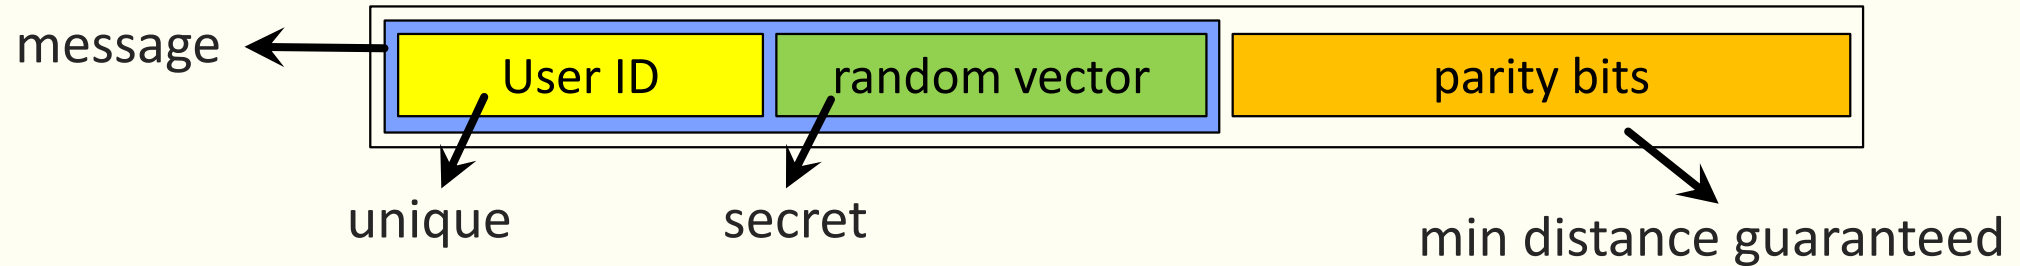 message
User ID
random vector
parity bits
unique
secret
min distance guaranteed